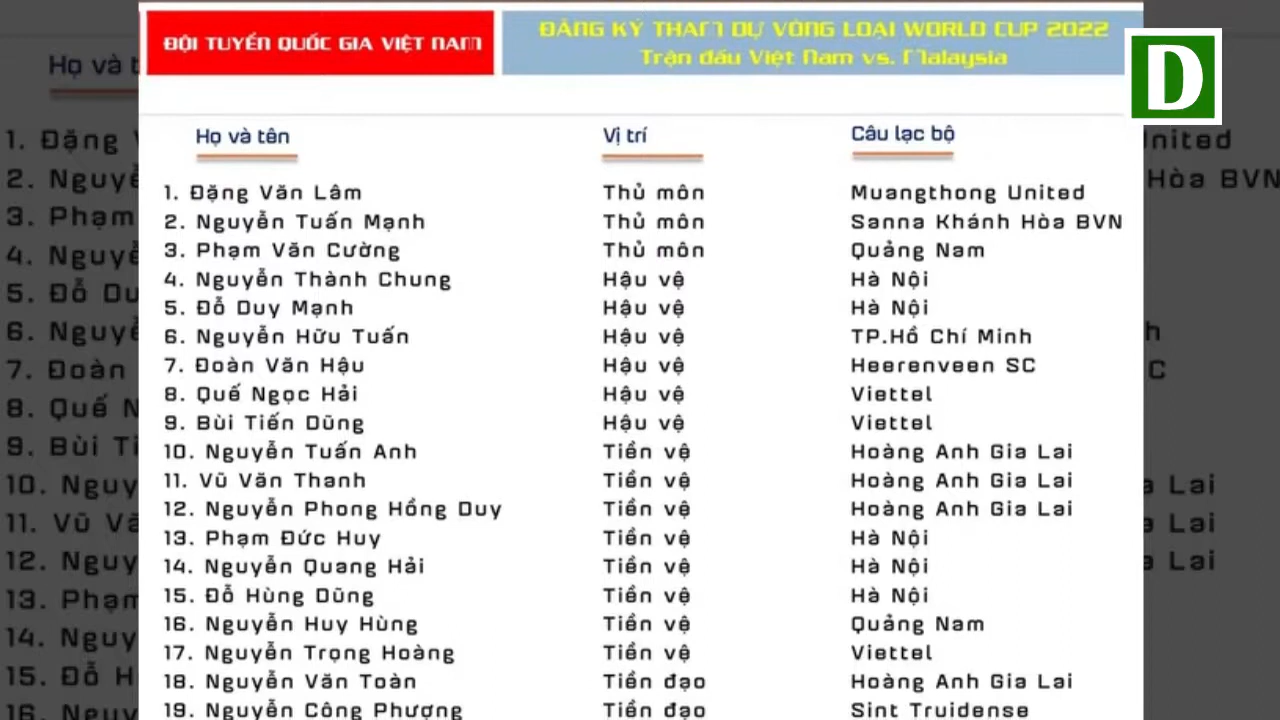 ĐỘI TUYỂN QUỐC GIA VIỆT NAM
ĐĂNG KÝ THAM DỰ VÒNG LOẠI WORLD CUP 2022
Trận đấu Việt Nam vs. Malaysia
D
Họ và tên Vị trí Câu lạc bộ
1. Đặng Văn Lâm Thủ môn Muangthong United
2. Nguyễn Tuấn Mạnh Thủ môn Sanna Khánh Hòa BVN
3. Phạm Văn Cường Thủ môn Quảng Nam
4. Nguyễn Thành Chung Hậu vệ Hà Nội
5. Đỗ Duy Mạnh Hậu vệ Hà Nội
6. Nguyễn Hữu Tuấn Hậu vệ TP.Hồ Chí Minh
7. Đoàn Văn Hậu Hậu vệ Heerenveen SC
8. Quế Ngọc Hải Hậu vệ Viettel
9. Bùi Tiến Dũng Hậu vệ Viettel
10. Nguyễn Tuấn Anh Tiền vệ Hoàng Anh Gia Lai
11. Vũ Văn Thanh Tiền vệ Hoàng Anh Gia Lai
12. Nguyễn Phong Hồng Duy Tiền vệ Hoàng Anh Gia Lai
13. Phạm Đức Huy Tiền vệ Hà Nội
14. Nguyễn Quang Hải Tiền vệ Hà Nội
15. Đỗ Hùng Dũng Tiền vệ Hà Nội
16. Nguyễn Huy Hùng Tiền vệ Quảng Nam
17. Nguyễn Trọng Hoàng Tiền vệ Viettel
18. Nguyễn Văn Toàn Tiền đạo Hoàng Anh Gia Lai
19. Nguyễn Công Phượng Tiền đạo Sint Truidense